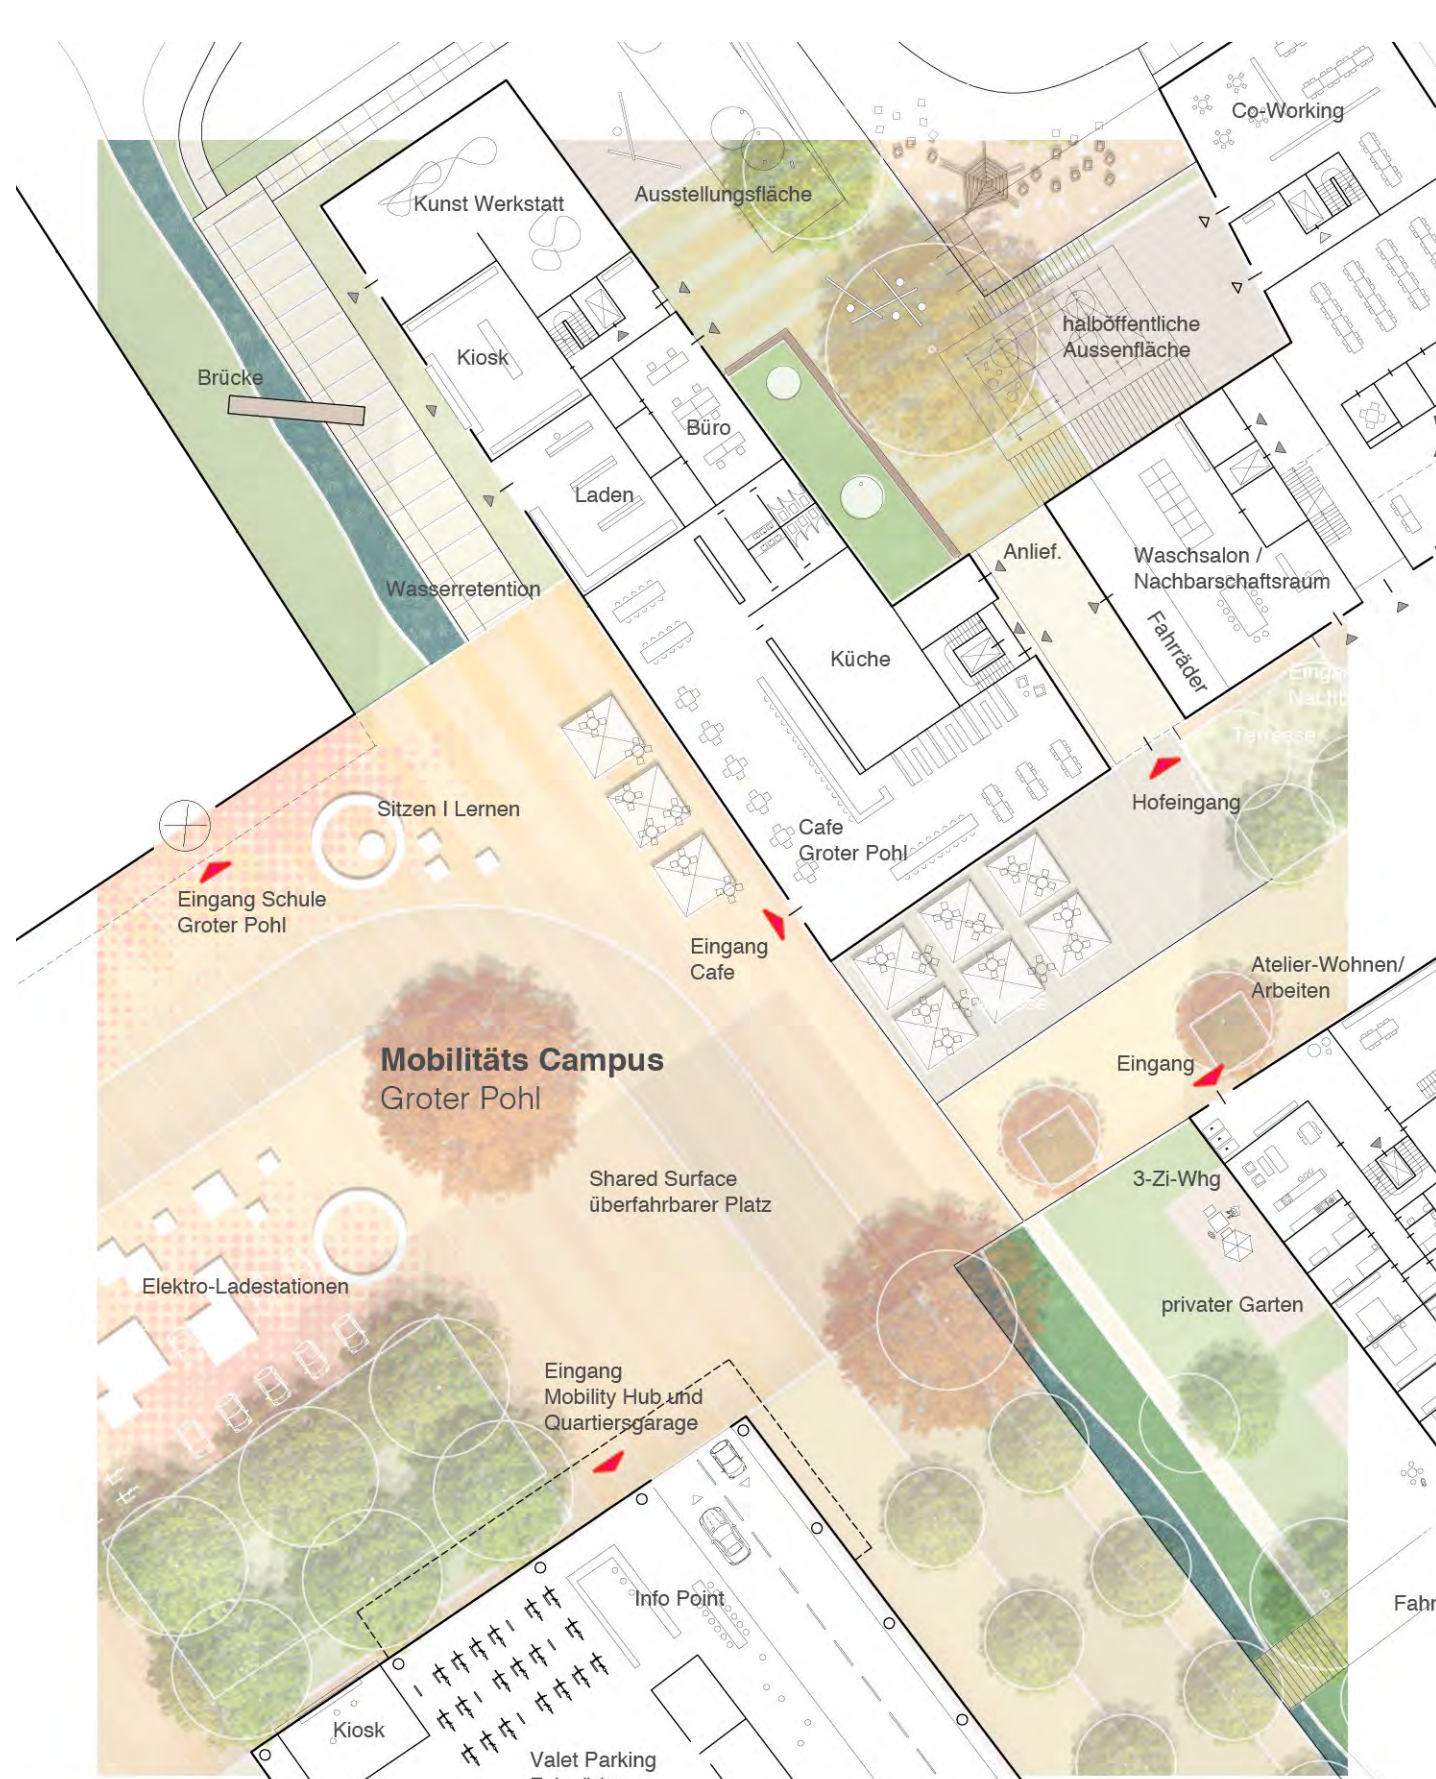 Co-Working
Kunst Werkstatt
Ausstellungsfläche
halböffentliche
Aussenfläche
Kiosk
Brücke
Büro
Laden
Anlief.
Waschsalon /
Nachbarschaftsraum
Wasserretention
Fahrräder
Küche
Terrasse
Hofeingang
Sitzen I Lernen
Cafe
Groter Pohl
Eingang Schule
Groter Pohl
Eingang
Cafe
Atelier-Wohnen/
Arbeiten
Mobilitäts Campus
Groter Pohl
Eingang
Shared Surface
überfahrbarer Platz
3-Zi-Whg
Elektro-Ladestationen
privater Garten
Eingang
Mobility Hub und
Quartiersgarage
Info Point
Fahr
Kiosk
Valet Parking